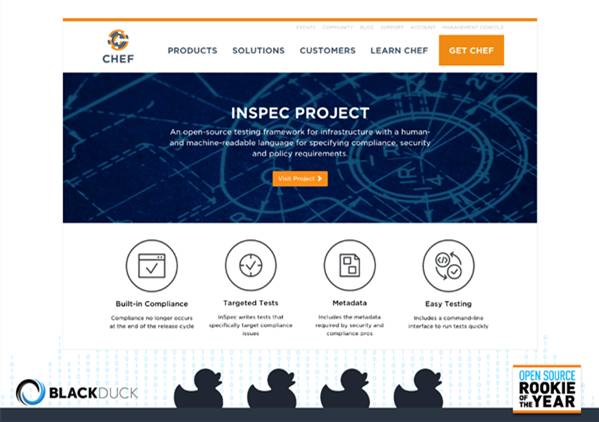 EVENTS COMMUNITY BLOG SUPPORT ACCOUNT MANAGEMENT CONSOLE
CHEF
PRODUCTS SOLUTIONS CUSTOMERS LEARN CHEF GET CHEF
INSPEC PROJECT
An open-source testing framework for infrastructure with a human-
and machine-readable language for specifying compliance, security
and policy requirements.
Visit Project
Built-in Compliance
Compliance no longer occurs
at the end of the release cycle
Targeted Tests
InSpec writes tests that
specifically target compliance
issues
Metadata
Includes the metadata
required by security and
compliance pros
Easy Testing
Includes a command-line
interface to run tests quickly
BLACKDUCK
OPEN SOURCE
ROOKIE
OF THE YEAR